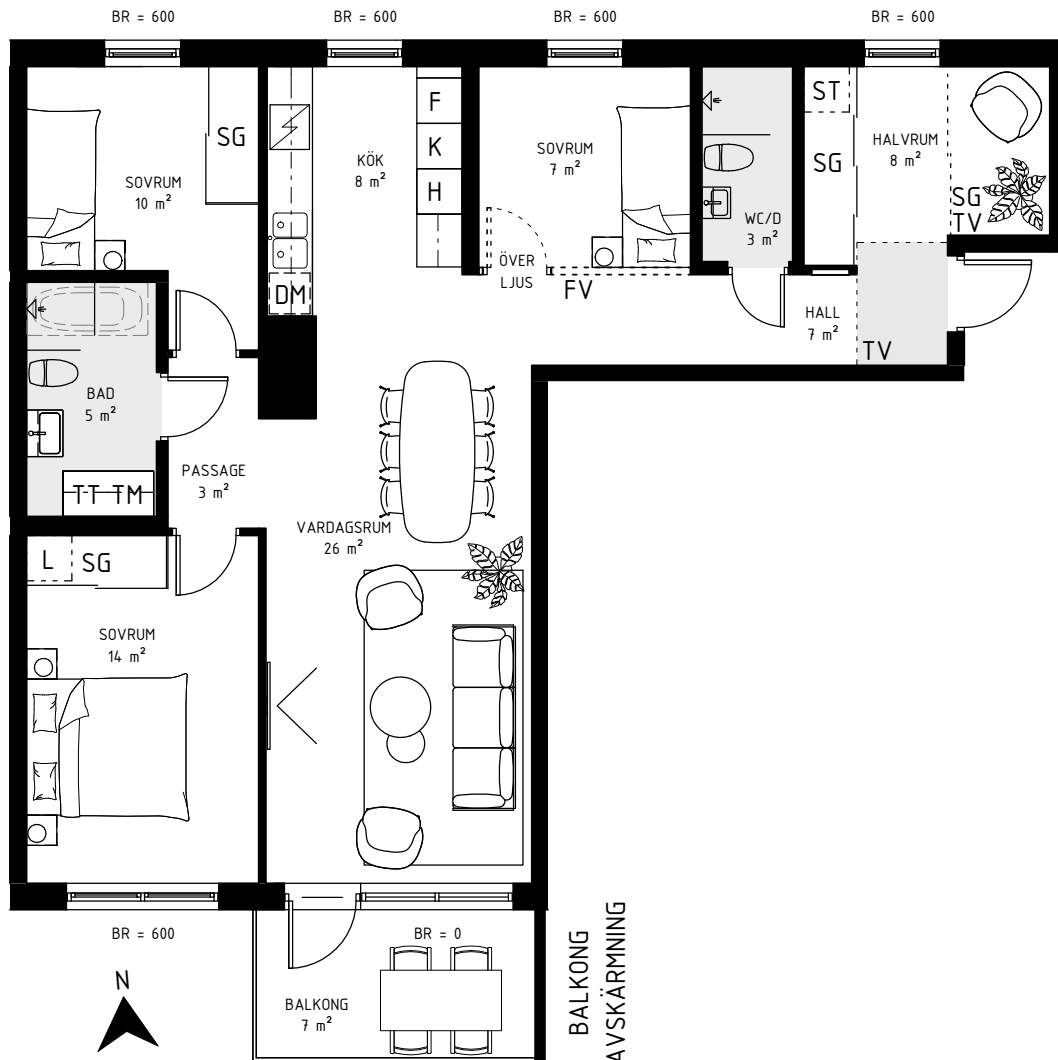 BR = 600
BR = 600
BR = 600
BR = 600
SG
SOVRUM
10 m²
KÖK
8 m²
F
K
H
DM
SOVRUM
7 m²
ÖVER
LJUS
FV
WC/D
3 m²
ST
SG
HALVRUM
8 m²
SG
TV
HALL
7 m²
TV
BAD
5 m²
TT TM
PASSAGE
3 m²
VARDAGSRUM
26 m²
L
SG
SOVRUM
14 m²
BR = 600
BR = 0
N
BALKONG
7 m²
BALKONG
AVSKÄRMNING